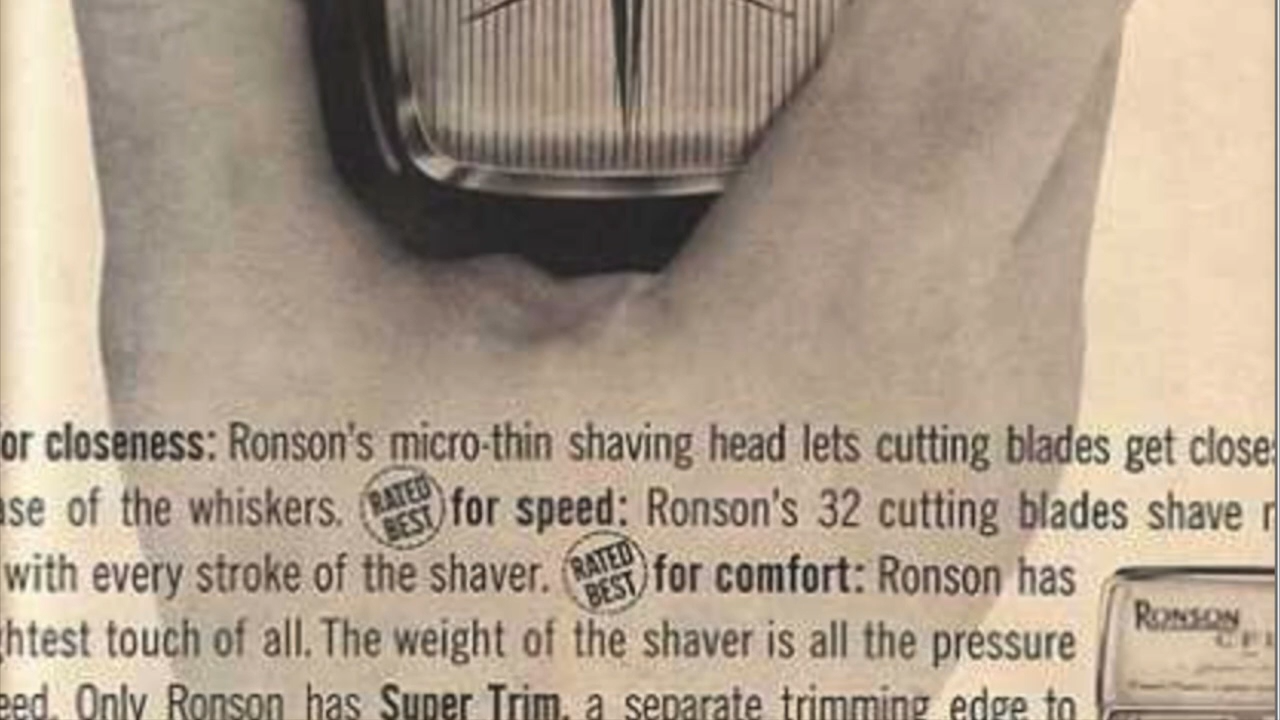 or closeness: Ronson's micro-thin shaving head lets cutting blades get close
ase of the whiskers. RATED BEST for speed: Ronson's 32 cutting blades shave
with every stroke of the shaver. RATED BEST for comfort: Ronson has
ghtest touch of all. The weight of the shaver is all the pressure
eed. Only Ronson has Super Trim, a separate trimming edge to
RONSON